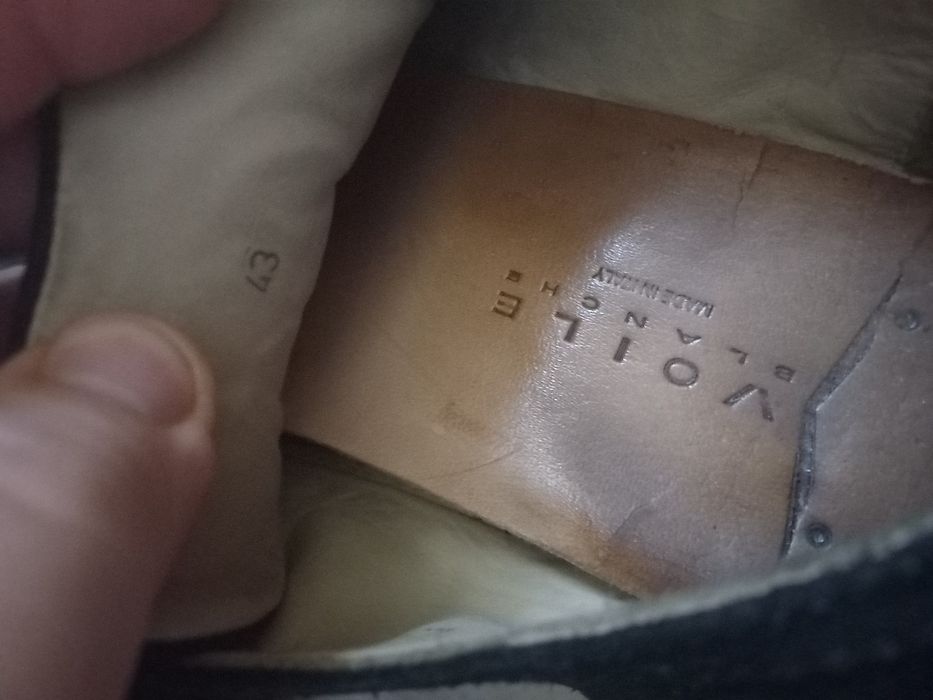 VOILE
BLANCHE
MADE IN ITALY
43